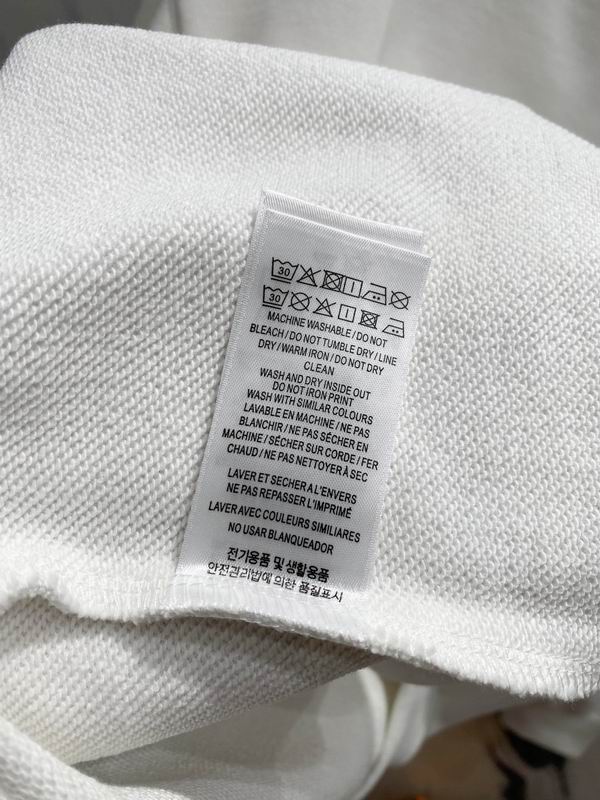 30
30
MACHINE WASHABLE / DO NOT
BLEACH / DO NOT TUMBLE DRY / LINE
DRY / WARM IRON / DO NOT DRY
CLEAN
WASH AND DRY INSIDE OUT
DO NOT IRON PRINT
WASH WITH SIMILAR COLOURS
LAVABLE EN MACHINE / NE PAS
BLANCHIR / NE PAS SÉCHER EN
MACHINE / SÉCHER SUR CORDE / FER
CHAUD / NE PAS NETTOYER À SEC
LAVER ET SECHER A L'ENVERS
NE PAS REPASSER L'IMPRIMÉ
LAVER AVEC COULEURS SIMILIARES
NO USAR BLANQUEADOR
전기용품 및 생활용품
안전관리법에 의한 품질표시